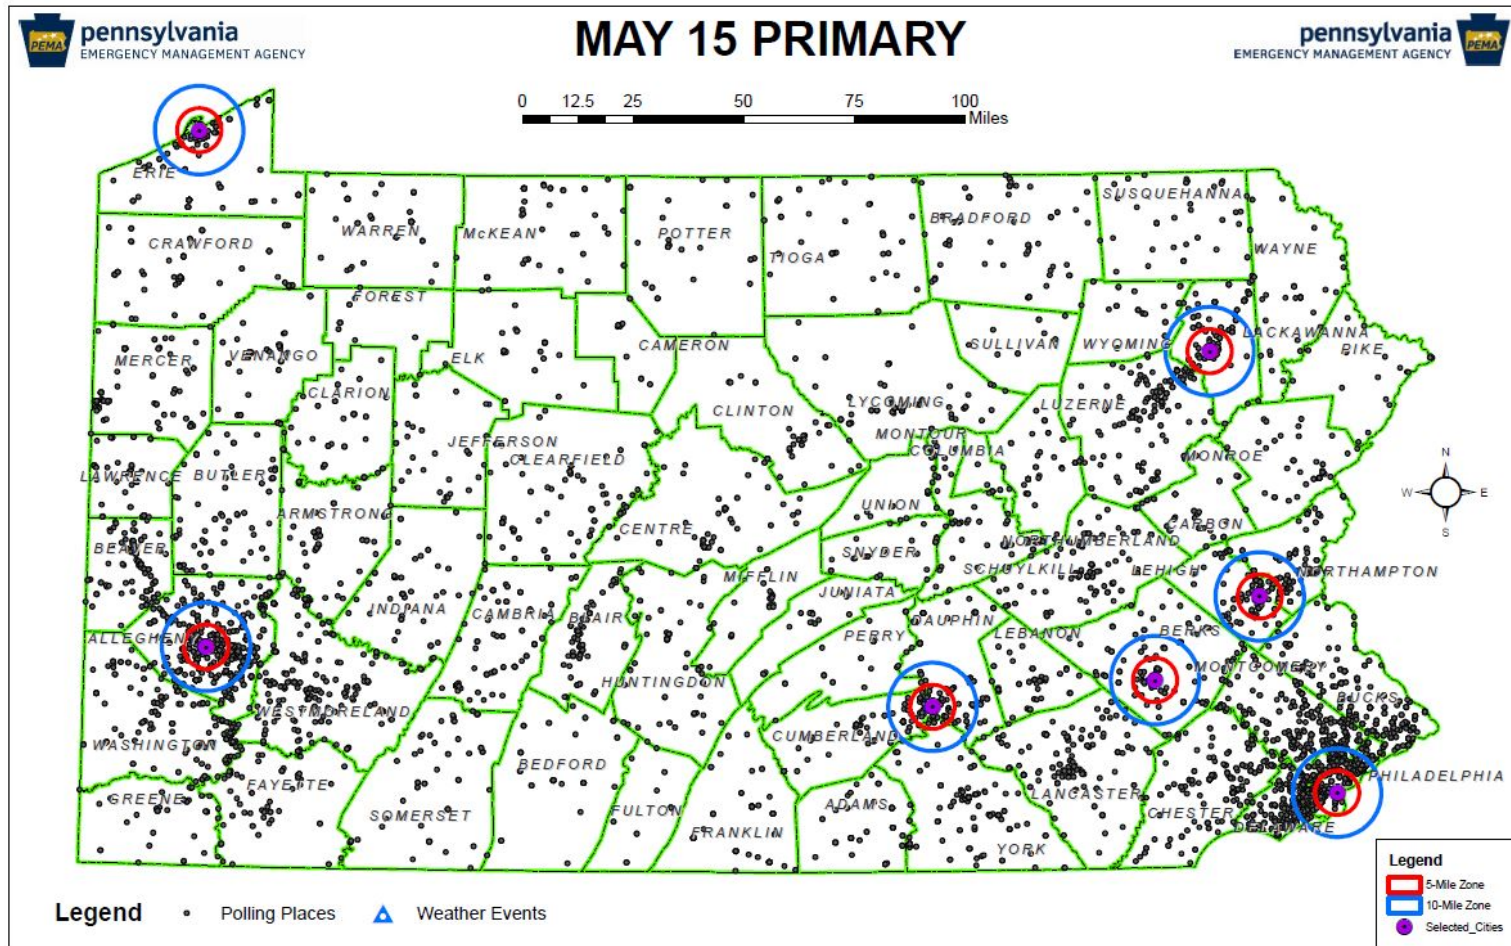 PEMA
pennsylvania
EMERGENCY MANAGEMENT AGENCY
MAY 15 PRIMARY
pennsylvania
EMERGENCY MANAGEMENT AGENCY
PEMA
0 12.5 25 50 75 100
Miles
ERIE
SUSQUEHANNA
WARREN
McKEAN
POTTER
BRADFORD
CRAWFORD
TIOGA
WAYNE
FOREST
LACKAWANNA
MERCER
VENANGO
ELK
CAMERON
SULLIVAN
WYOMING
PIKE
CLARION
CLINTON
LYCOMING
LUZERNE
JEFFERSON
MONTOUR
COLUMBIA
CLEARFIELD
MONROE
LAWRENCE
BUTLER
N
W E
S
ARMSTRONG
CENTRE
UNION
CARBON
BEAVER
SNYDER
NORTHUMBERLAND
MIFFLIN
SCHUYLKILL
LEHIGH
NORTHAMPTON
INDIANA
CAMBRIA
BLAIR
JUNIATA
DAUPHIN
ALLEGHENY
PERRY
LEBANON
BERKS
HUNTINGDON
MONTGOMERY
WESTMORELAND
BUCKS
WASHINGTON
CUMBERLAND
BEDFORD
PHILADELPHIA
GREENE
FAYETTE
SOMERSET
FULTON
FRANKLIN
ADAMS
LANCASTER
CHESTER
DELAWARE
YORK
Legend
5-Mile Zone
10-Mile Zone
Selected_Cities
Legend Polling Places Weather Events